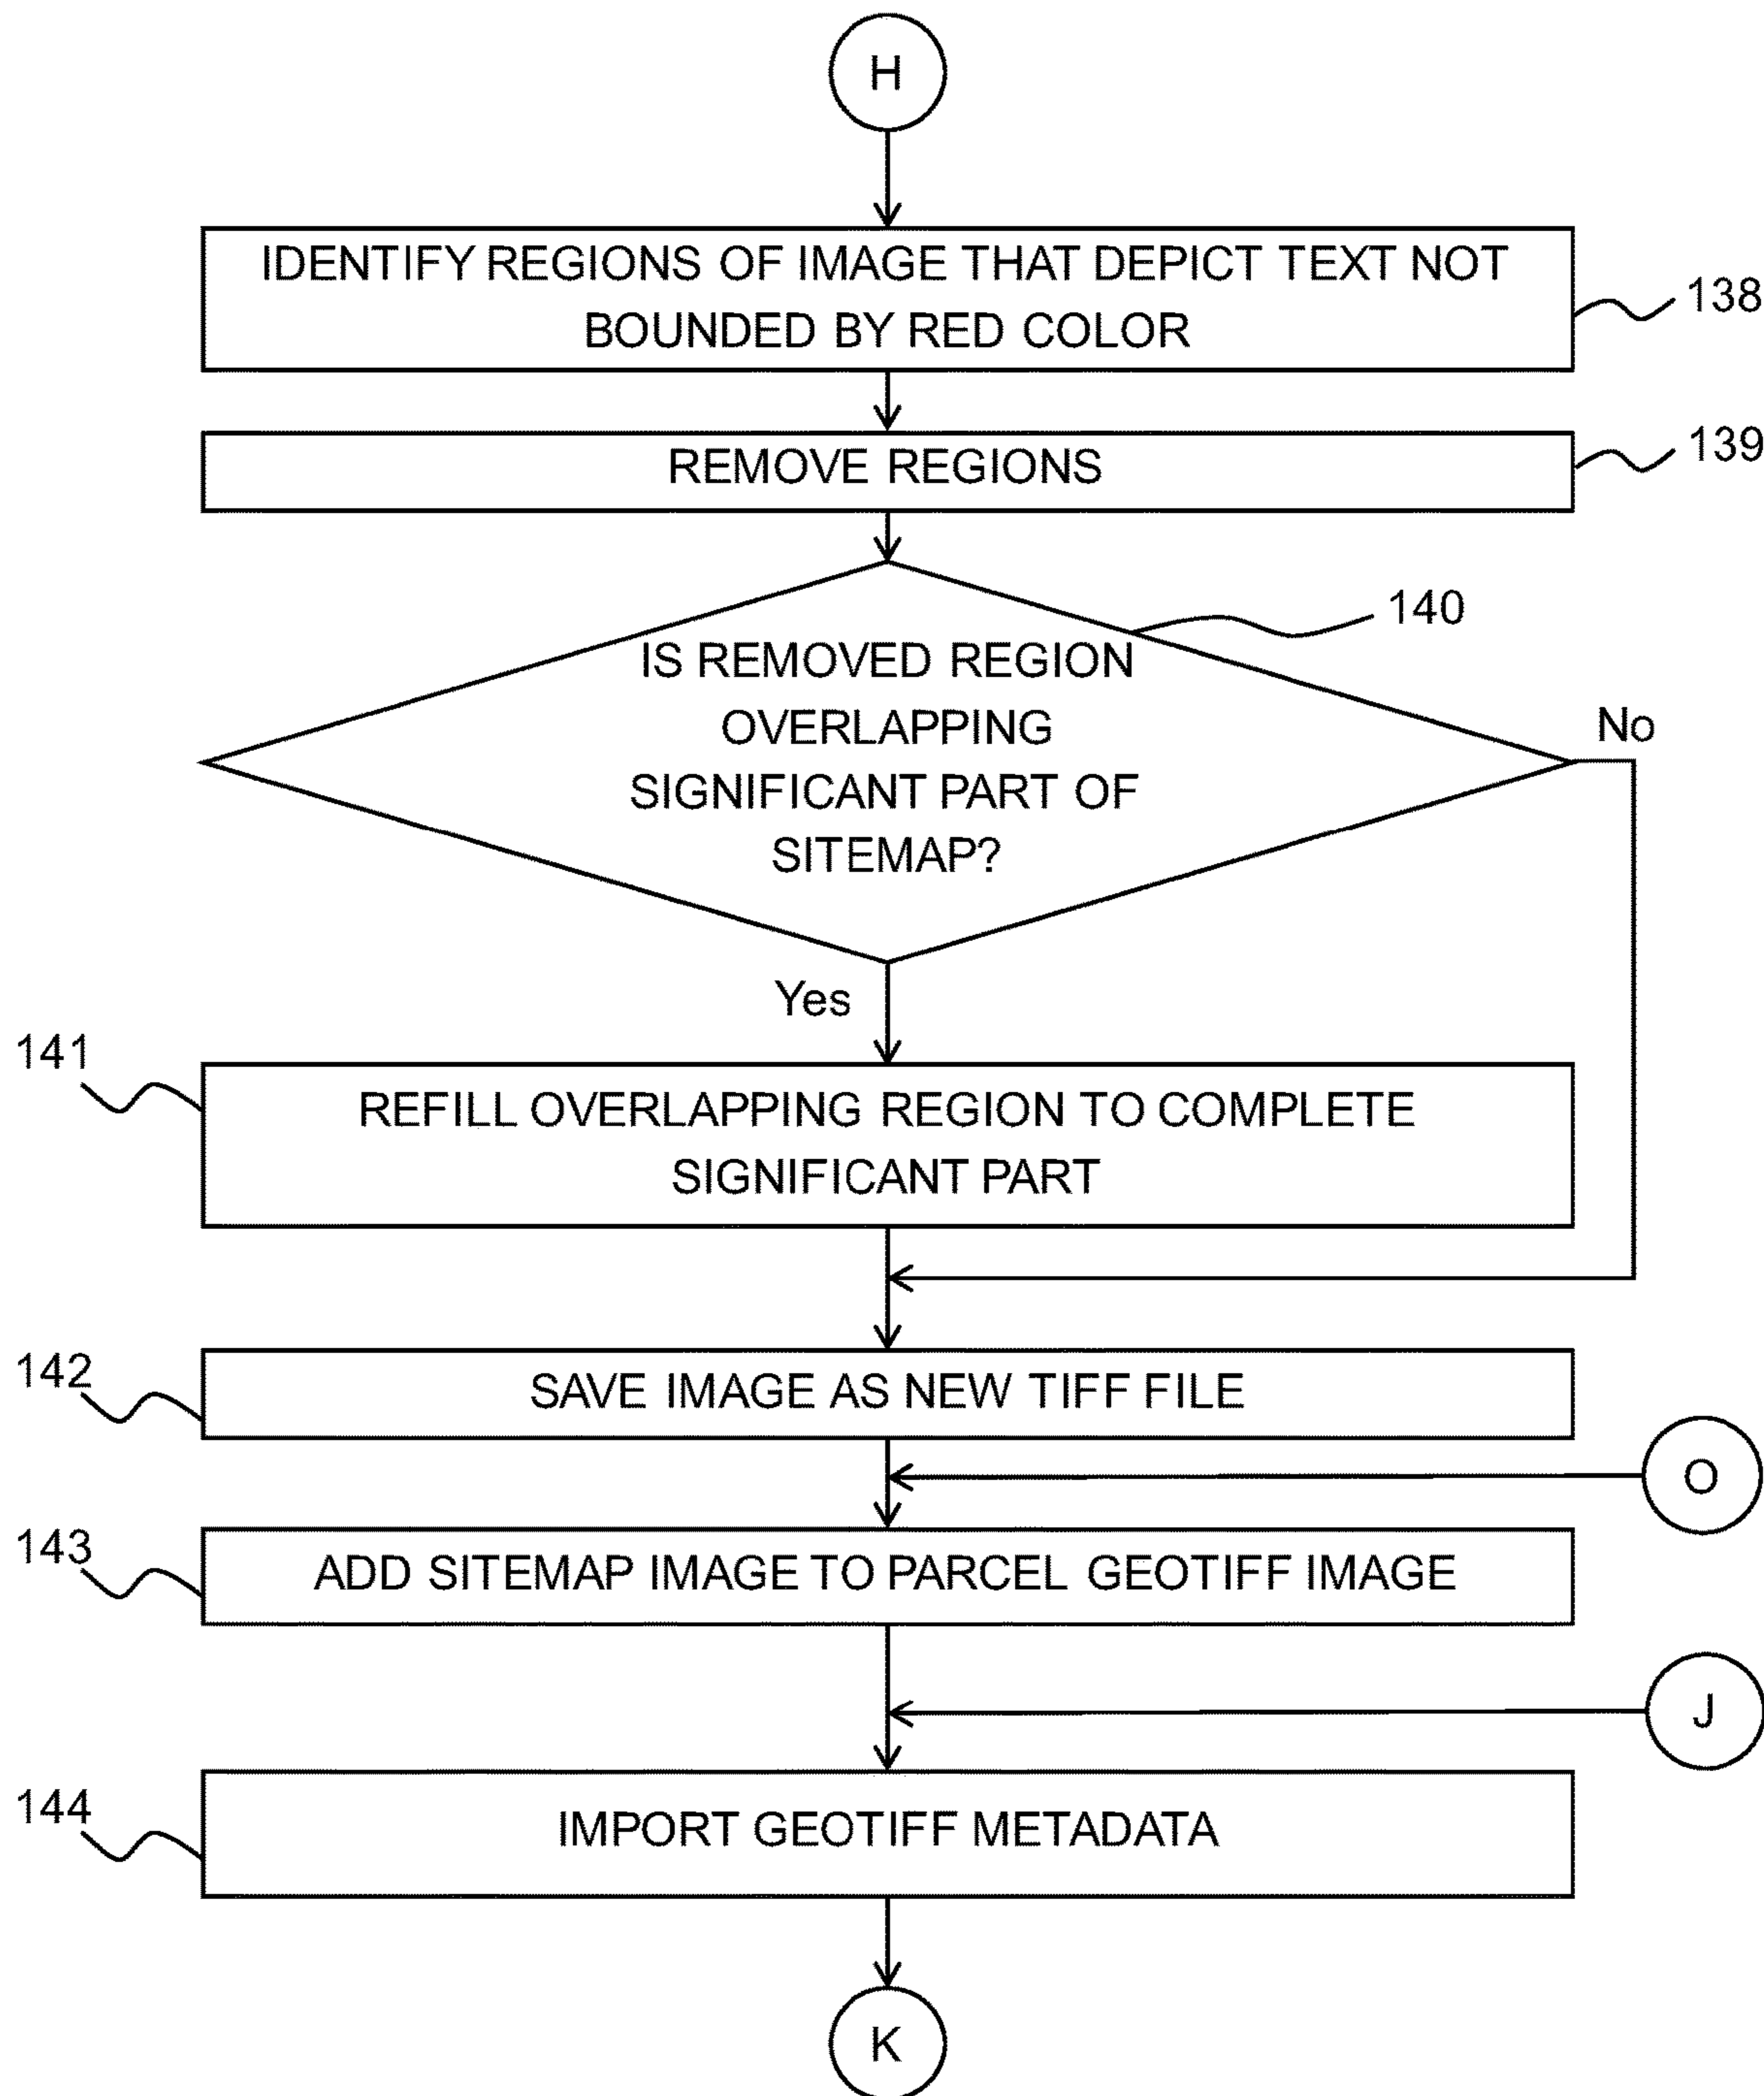 H
IDENTIFY REGIONS OF IMAGE THAT DEPICT TEXT NOT
BOUNDED BY RED COLOR
138
REMOVE REGIONS
139
140
IS REMOVED REGION
OVERLAPPING
SIGNIFICANT PART OF
SITEMAP?
No
Yes
141
REFILL OVERLAPPING REGION TO COMPLETE
SIGNIFICANT PART
142
SAVE IMAGE AS NEW TIFF FILE
O
143
ADD SITEMAP IMAGE TO PARCEL GEOTIFF IMAGE
J
144
IMPORT GEOTIFF METADATA
K